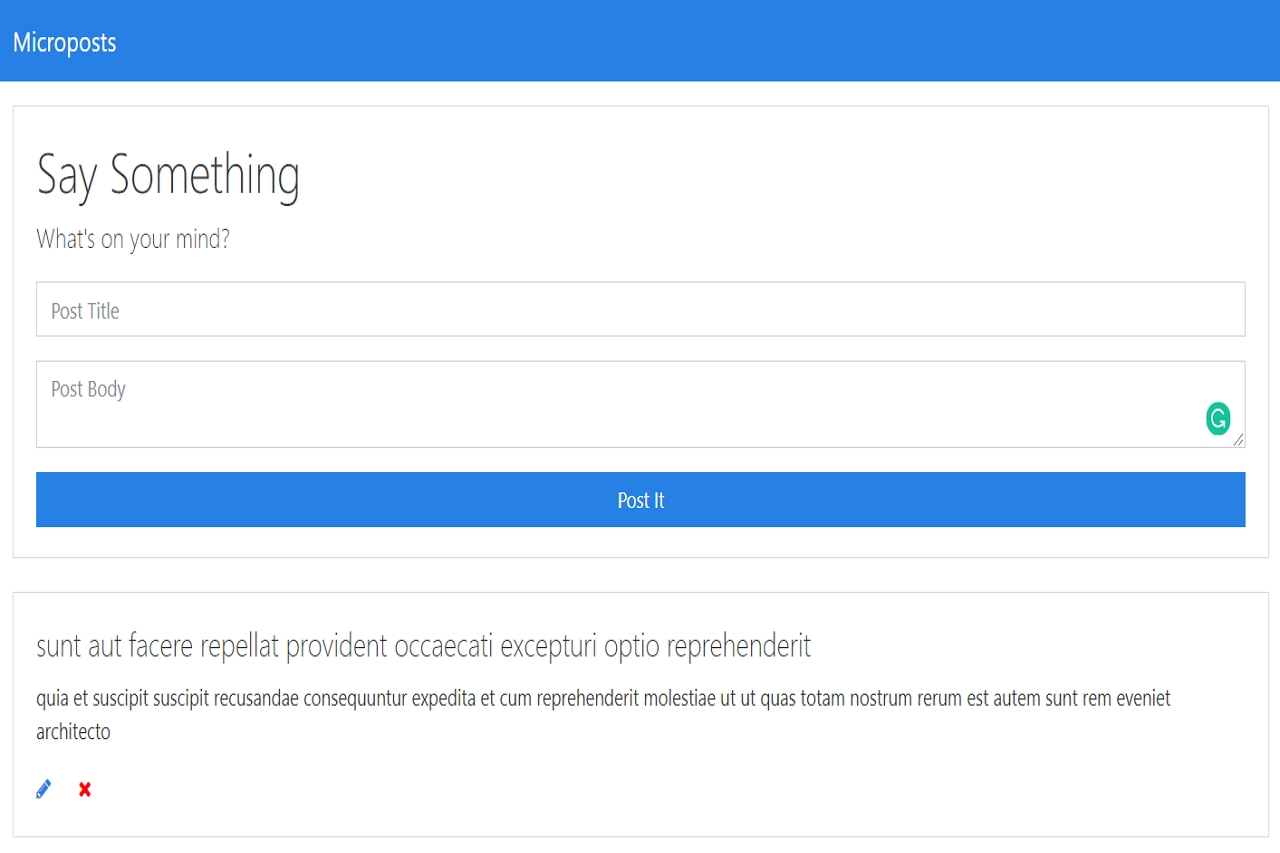 Microposts
Say Something
What's on your mind?
Post Title
Post Body
Post It
sunt aut facere repellat provident occaecati excepturi optio reprehenderit
quia et suscipit suscipit recusandae consequuntur expedita et cum reprehenderit molestiae ut ut quas totam nostrum rerum est autem sunt rem eveniet
architecto